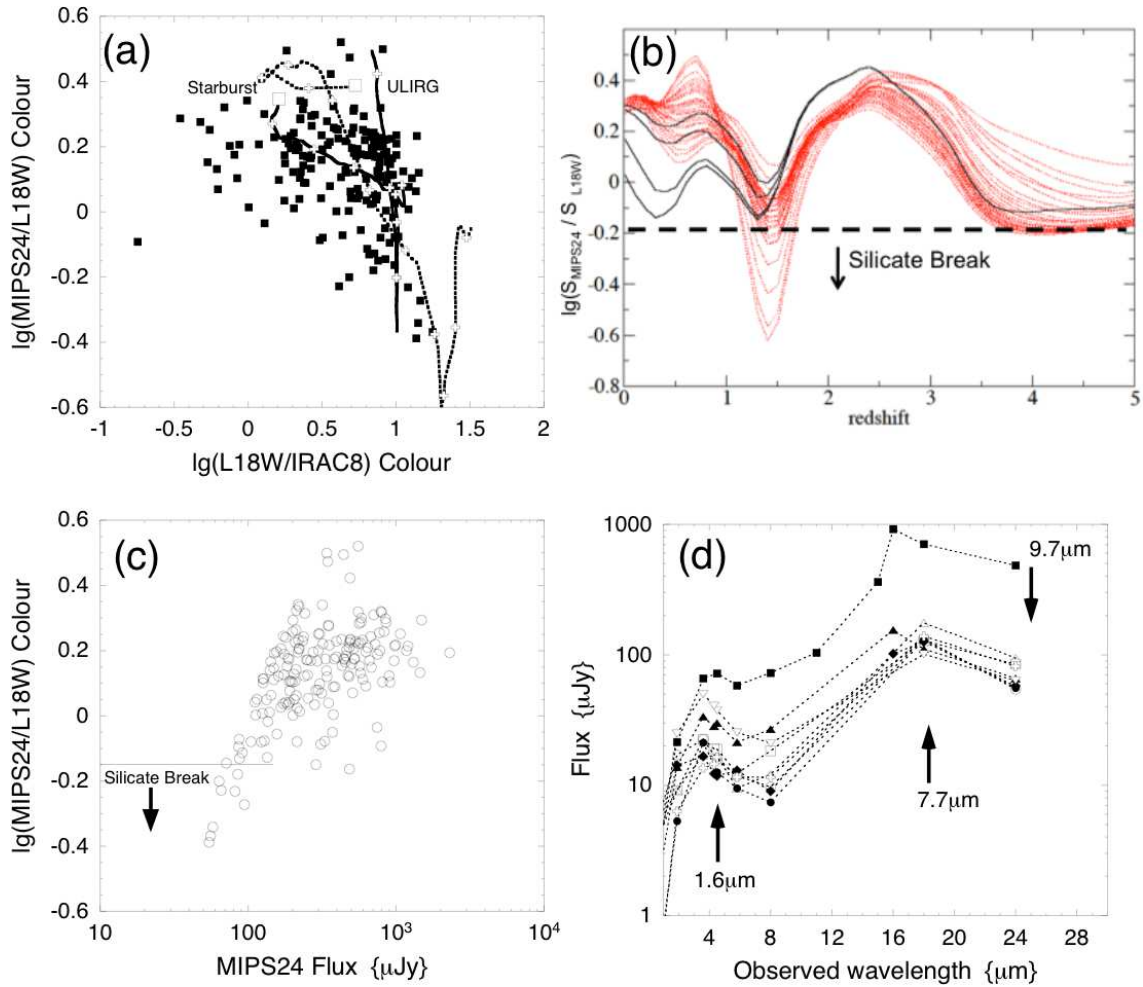 (a)
0.6
0.4
0.2
0
-0.2
-0.4
-0.6
Starburst
ULIRG
-1
-0.5
0
0.5
1
1.5
2
lg(MIPS24/L18W) Colour
lg(L18W/IRAC8) Colour
(b)
0.6
0.4
0.2
0
-0.2
-0.4
-0.6
-0.8
Silicate Break
0
1
2
3
4
5
lg(S MIPS24 / S L18W)
redshift
(c)
0.6
0.4
0.2
0
-0.2
-0.4
-0.6
Silicate Break
10
100
10³
10⁴
lg(MIPS24/L18W) Colour
MIPS24 Flux {μJy}
(d)
1000
100
10
1
9.7μm
7.7μm
1.6μm
4
8
12
16
20
24
28
Flux {μJy}
Observed wavelength {μm}